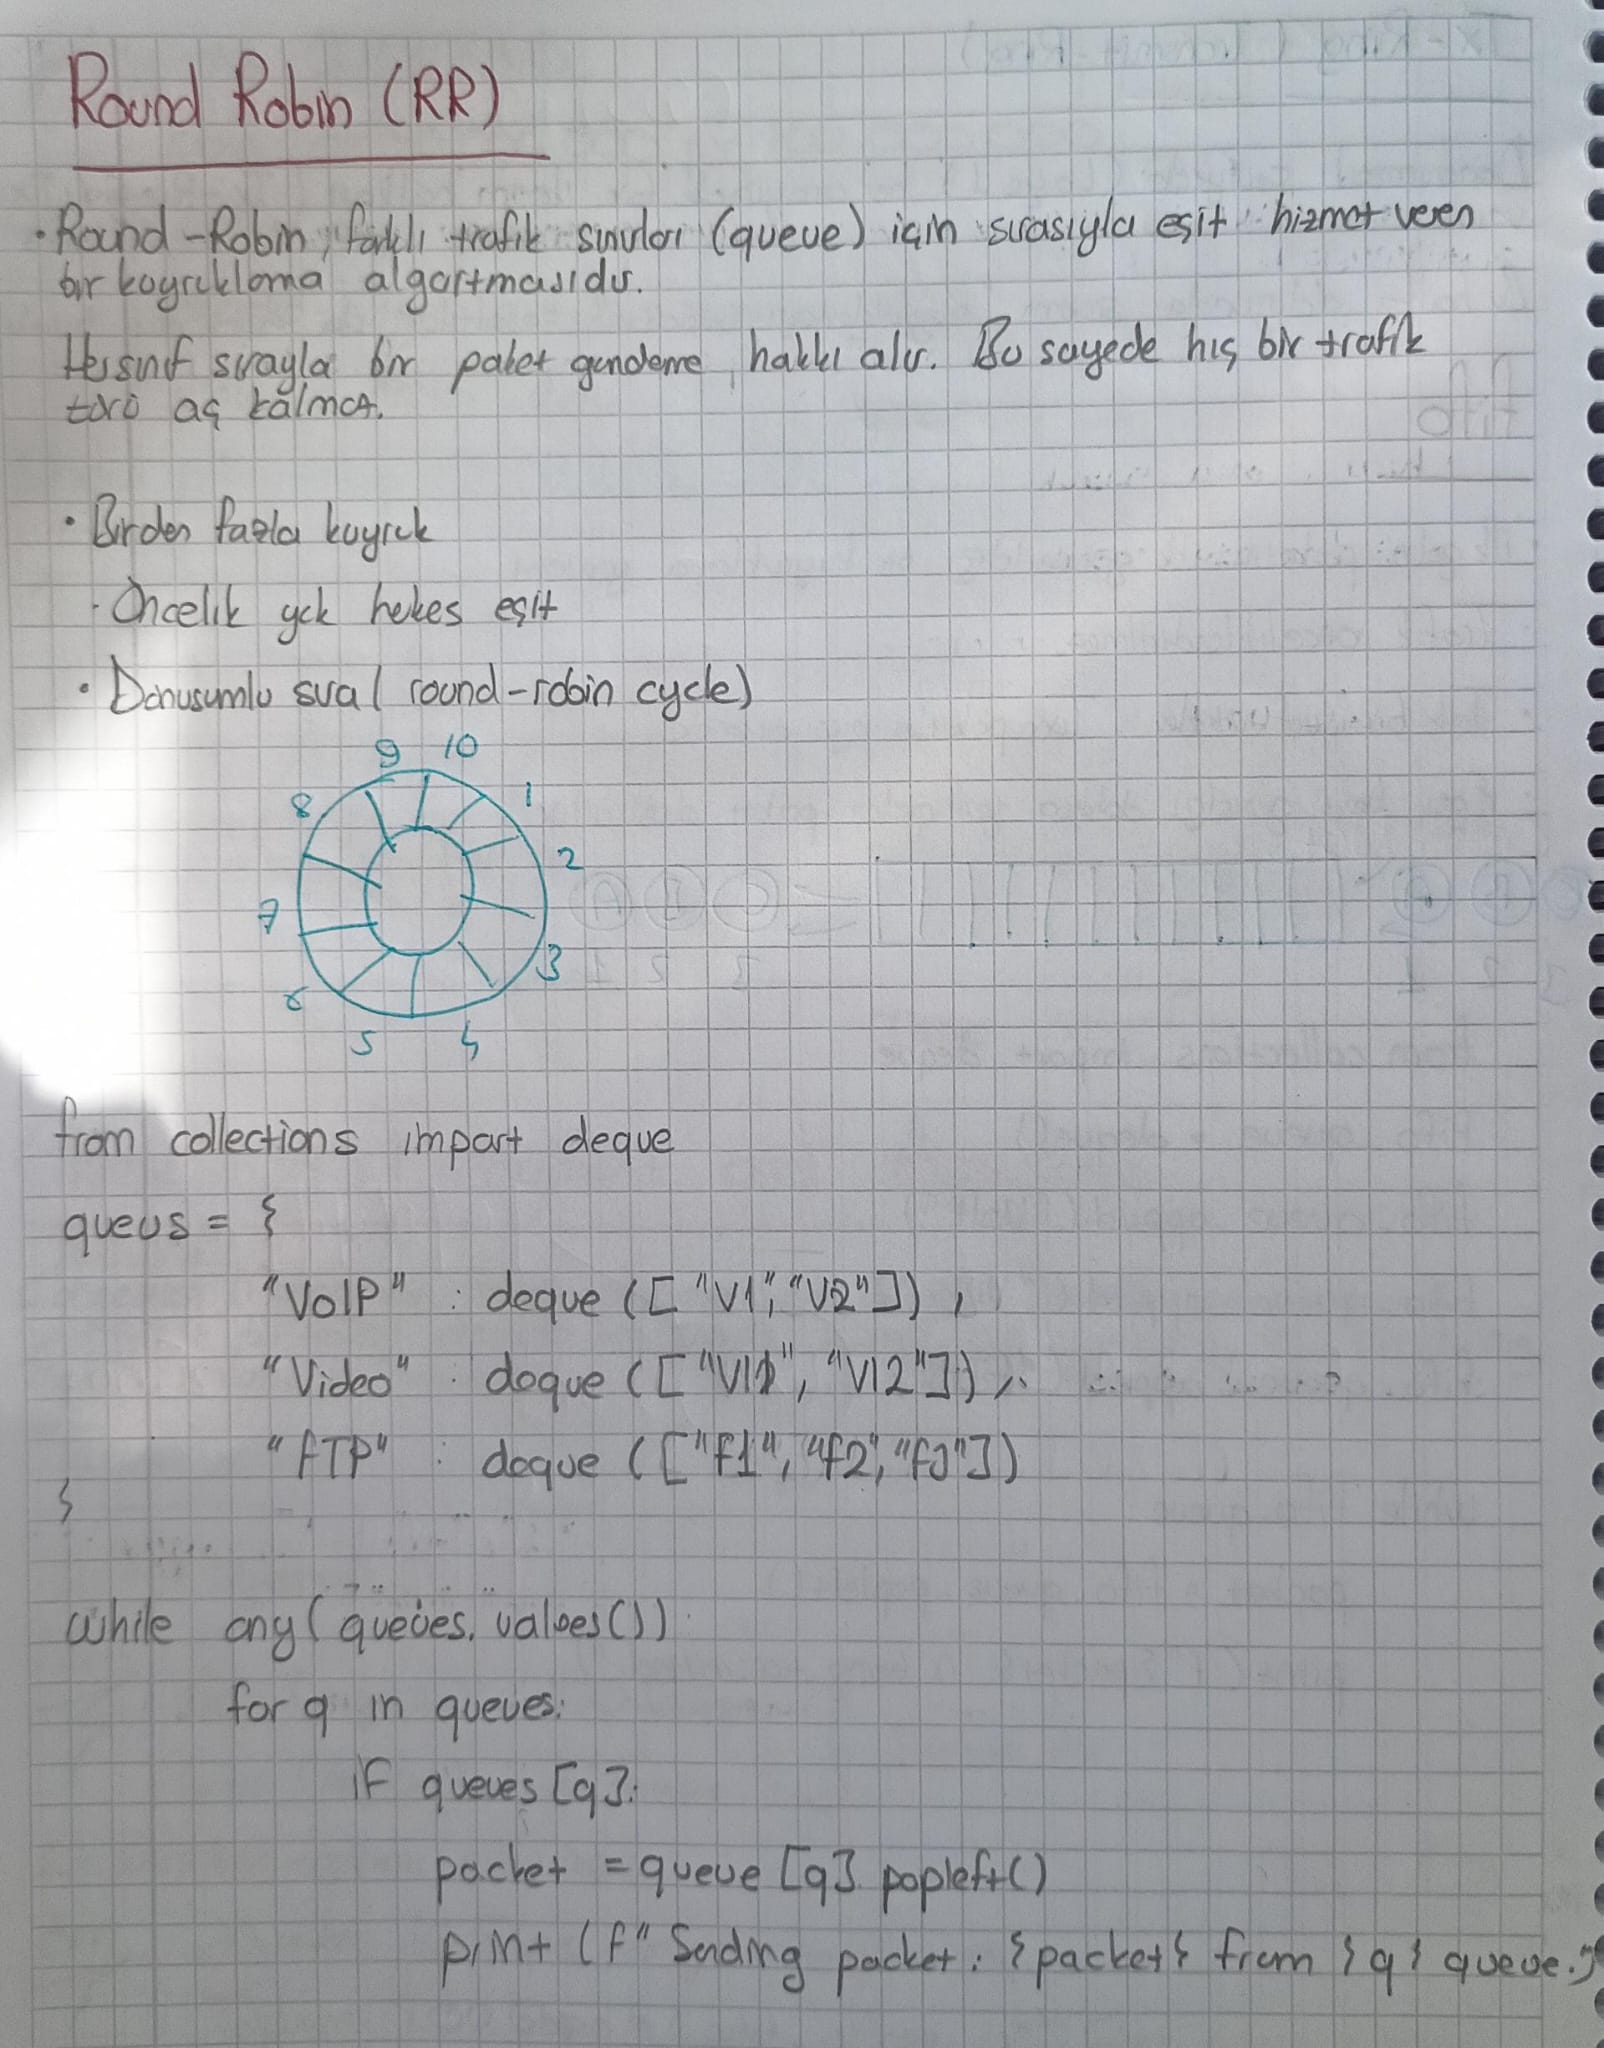 Round Robin (RR)
• Round-Robin, farklı trafik sınıfları (queue) için sırasıyla eşit hizmet veren
bir kuyruklama algoritmasıdır.
Her sınıf sırayla bir paket gönderme hakkı alır. Bu sayede hiç bir trafik
türü aç kalmaz.
• Birden fazla kuyruk
· Öncelik yok hekes eşit
• Donusumlu sıra ( round-robin cycle)
9 10
8 1
2
7
3
6
5 4
from collections import deque
queus = {
"VoIP" : deque (["V1", "V2"]) ,
"Video" : deque (["VI1", "VI2"]) ,
"fTP" : deque (["f1", "f2", "f3"])
}
while any( queues. values())
for q in queues:
if queues [q]:
packet = queue [q] popleft()
print (f" Sending packet : {packet} from {q} queue."